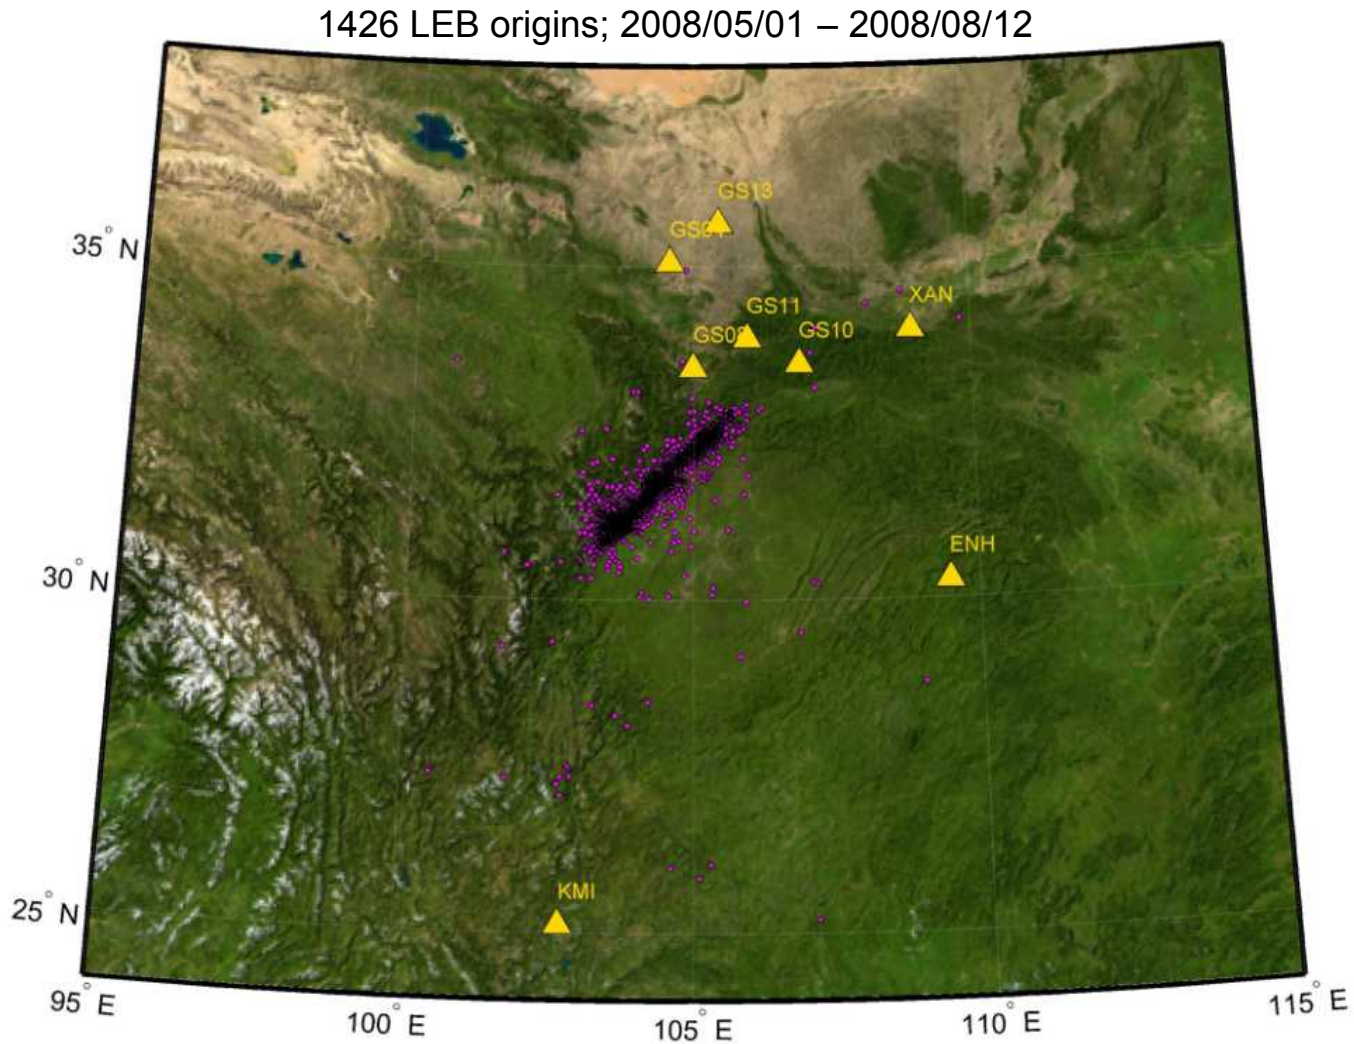 1426 LEB origins; 2008/05/01 – 2008/08/12
GS13
35° N
XAN
GS11
GS10
ENH
30° N
KMI
25° N
95° E
100° E
105° E
110° E
115° E